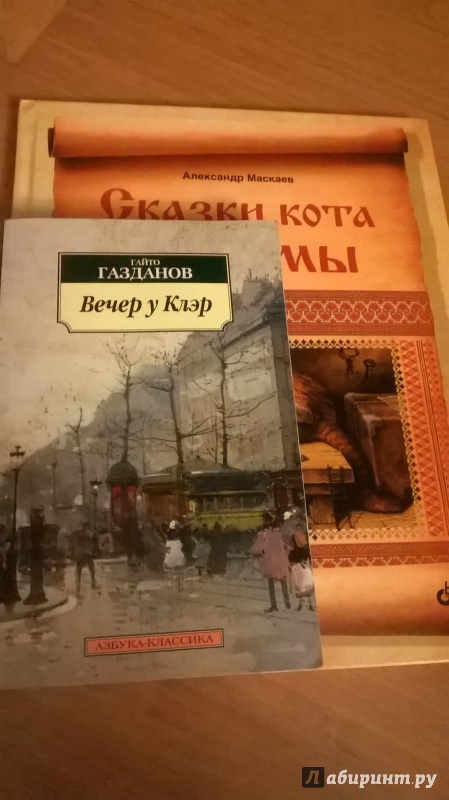 Александр Маскаев
Сказки кота
МЫ
ГАЙТО
ГАЗДАНОВ
Вечер у Клэр
АЗБУКА-КЛАССИКА
Лабиринт.ру